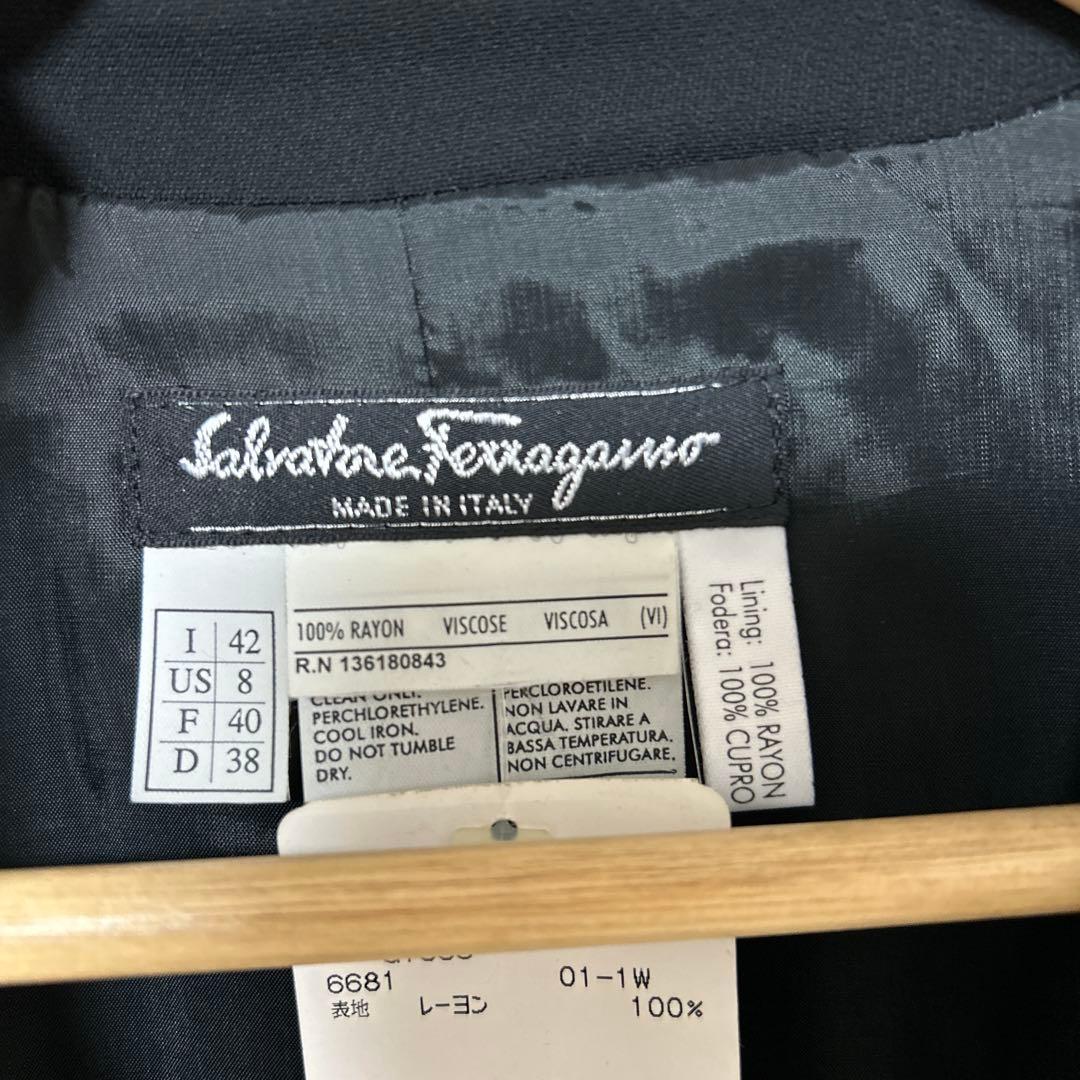 Salvatore Ferragamo
MADE IN ITALY
I 42
US 8
F 40
D 38
100% RAYON VISCOSE VISCOSA (VI)
R.N 136180843
CLEAN ONLY.
PERCHLORETHYLENE.
COOL IRON.
DO NOT TUMBLE
DRY.
PERCLOROETILENE.
NON LAVARE IN
ACQUA. STIRARE A
BASSA TEMPERATURA.
NON CENTRIFUGARE.
Lining: 100% RAYON
Fodera: 100% CUPRO
6681 01-1W
表地 レーヨン 100%